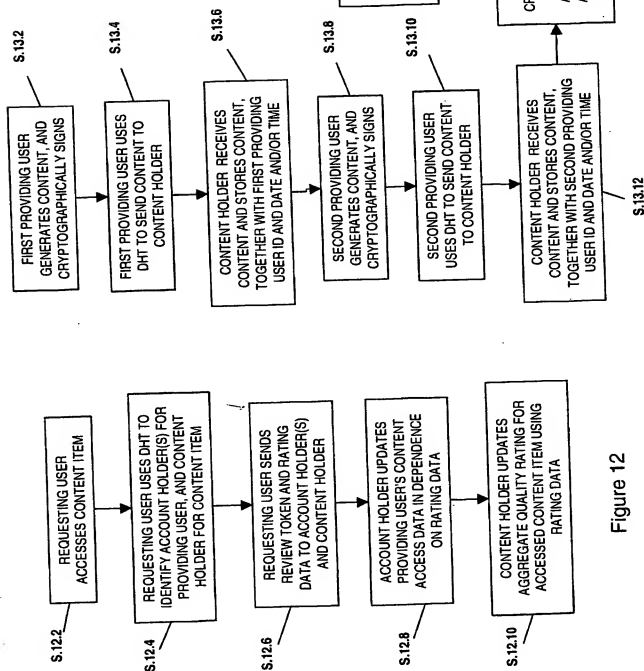 S.12.2
REQUESTING USER
ACCESSES CONTENT ITEM
S.12.4
REQUESTING USER USES DHT TO
IDENTIFY ACCOUNT HOLDER(S) FOR
PROVIDING USER, AND CONTENT
HOLDER FOR CONTENT ITEM
S.12.6
REQUESTING USER SENDS
REVIEW TOKEN AND RATING
DATA TO ACCOUNT HOLDER(S)
AND CONTENT HOLDER
S.12.8
ACCOUNT HOLDER UPDATES
PROVIDING USER'S CONTENT
ACCESS DATA IN DEPENDENCE
ON RATING DATA
S.12.10
CONTENT HOLDER UPDATES
AGGREGATE QUALITY RATING FOR
ACCESSED CONTENT ITEM USING
RATING DATA
Figure 12
S.13.2
FIRST PROVIDING USER
GENERATES CONTENT, AND
CRYPTOGRAPHICALLY SIGNS
S.13.4
FIRST PROVIDING USER USES
DHT TO SEND CONTENT TO
CONTENT HOLDER
S.13.6
CONTENT HOLDER RECEIVES
CONTENT AND STORES CONTENT,
TOGETHER WITH FIRST PROVIDING
USER ID AND DATE AND/OR TIME
S.13.8
SECOND PROVIDING USER
GENERATES CONTENT, AND
CRYPTOGRAPHICALLY SIGNS
S.13.10
SECOND PROVIDING USER
USES DHT TO SEND CONTENT
TO CONTENT HOLDER
CONTENT HOLDER RECEIVES
CONTENT AND STORES CONTENT,
TOGETHER WITH SECOND PROVIDING
USER ID AND DATE AND/OR TIME
S.13.12